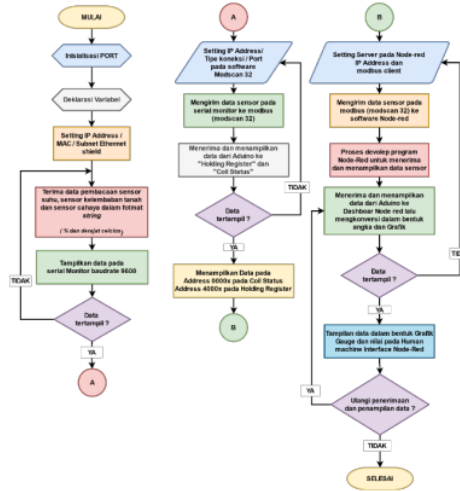 MULAI
Inisialisasi PORT
Deklarasi Variabel
Setting IP Address /
MAC / Subnet Ethernet
shield
Terima data pembacaan sensor
suhu, sensor kelembaban tanah
dan sensor cahaya dalam fotmat
string
( % dan derajat celcius)
Tampilkan data pada
serial Monitor baudrate 9600
TIDAK
Data
tertampil ?
YA
A
A
Setting IP Address/
Tipe koneksi / Port
pada software
Modscan 32
Mengirim data sensor pada
serial monitor ke modbus
(modscan 32)
Menerima dan menampilkan
data dari Aduino ke
"Holding Register" dan
"Coil Status"
TIDAK
Data
tertampil ?
YA
Menampilkan Data pada
Address 0000x pada Coil Status
Address 4000x pada Holding Register
B
B
Setting Server pada Node-red
IP Address dan
modbus client
Mengirim data sensor pada
modbus (modscan 32) ke
software Node-red
Proses devolep program
Node-Red untuk menerima
dan menampilkan data sensor
Menerima dan menampilkan
data dari Aduino ke
Dashboar Node red lalu
mengkonversi dalam bentuk
angka dan Grafik
Data
tertampil ?
TIDAK
YA
Tampilan data dalam bentuk Grafik
Gauge dan nilai pada Human
machine interface Node-Red
YA
Ulangi penerimaan
dan penampilan data ?
TIDAK
SELESAI